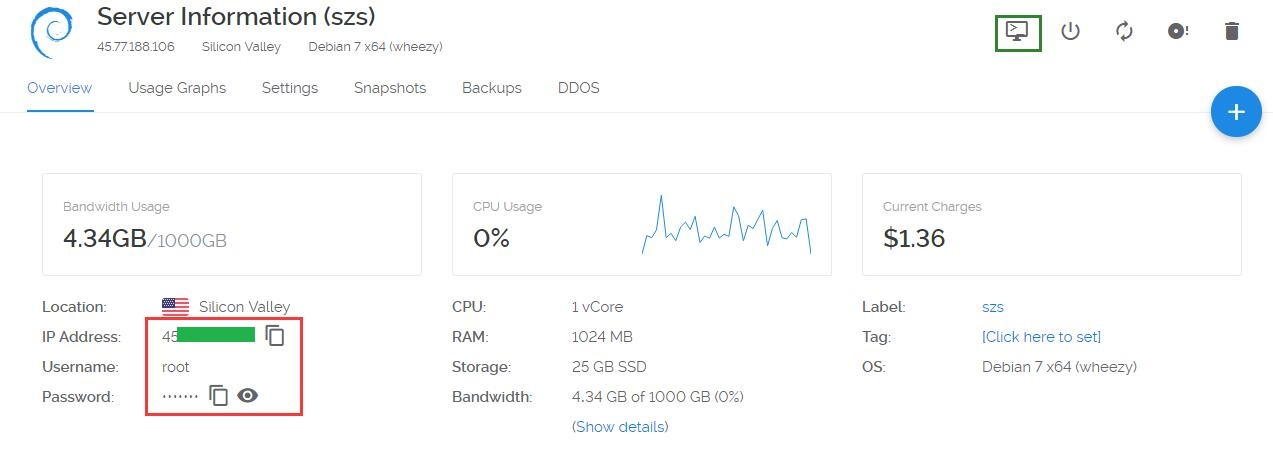 Server Information (szs)
45.77.188.106 Silicon Valley Debian 7 x64 (wheezy)
Overview Usage Graphs Settings Snapshots Backups DDOS
Bandwidth Usage
4.34GB/1000GB
CPU Usage
0%
Current Charges
$1.36
Location: Silicon Valley
IP Address: 45
Username: root
Password: ·······
CPU: 1 vCore
RAM: 1024 MB
Storage: 25 GB SSD
Bandwidth: 4.34 GB of 1000 GB (0%)
(Show details)
Label: szs
Tag: [Click here to set]
OS: Debian 7 x64 (wheezy)